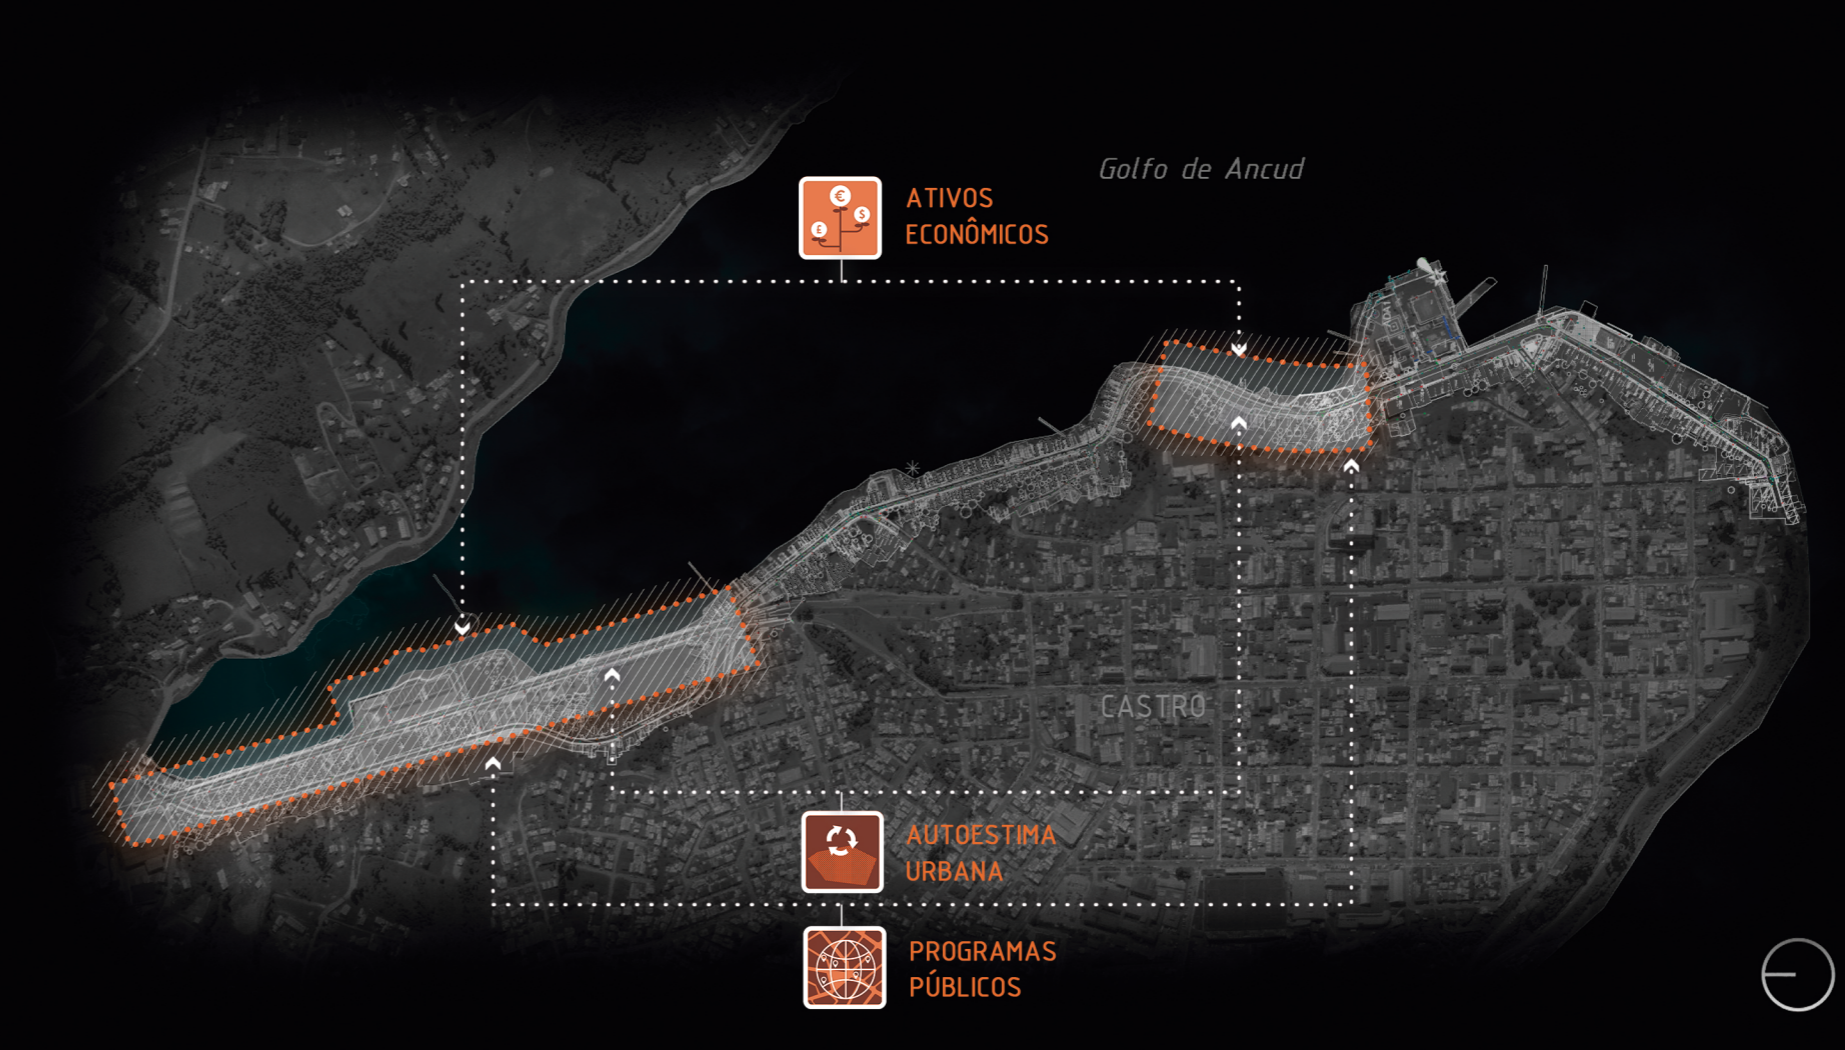 Golfo de Ancud
ATIVOS
ECONÔMICOS
€
$
£
CASTRO
AUTOESTIMA
URBANA
PROGRAMAS
PÚBLICOS